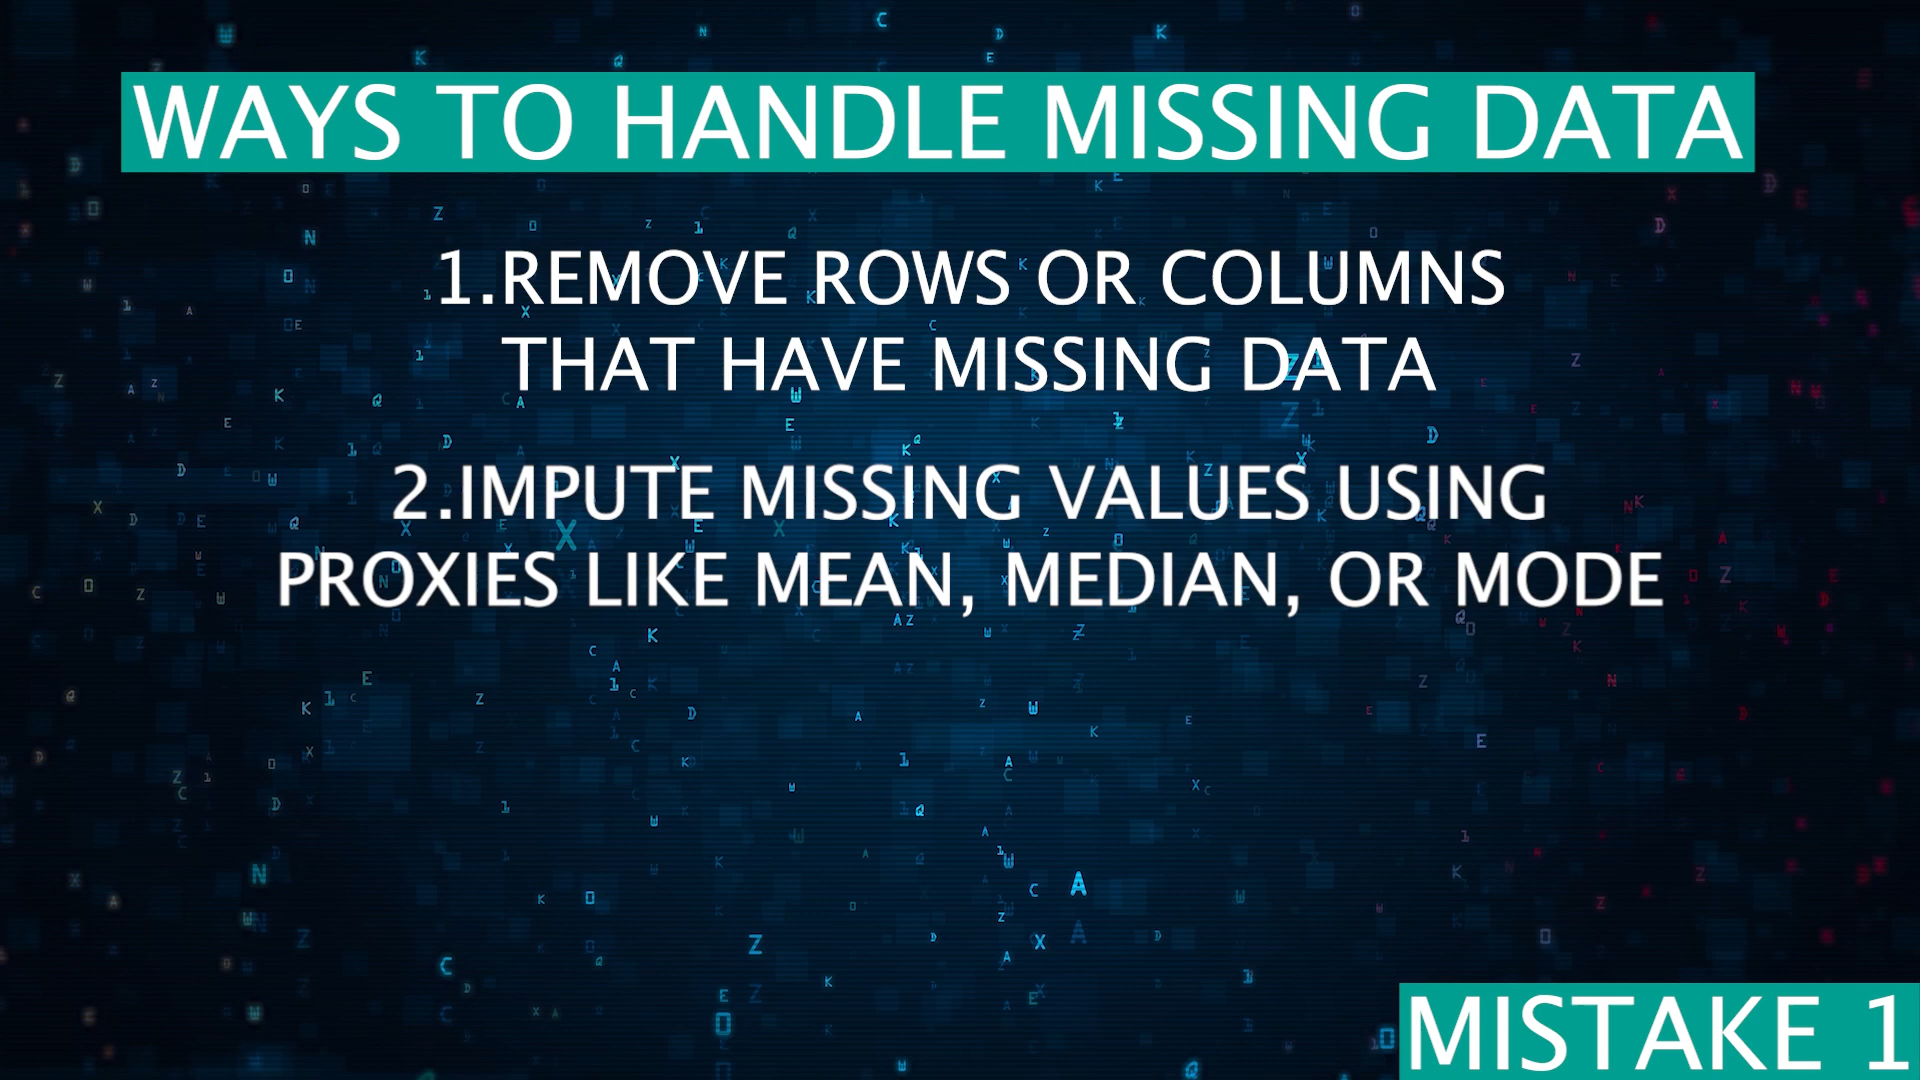 WAYS TO HANDLE MISSING DATA
1.REMOVE ROWS OR COLUMNS
THAT HAVE MISSING DATA
2.IMPUTE MISSING VALUES USING
PROXIES LIKE MEAN, MEDIAN, OR MODE
MISTAKE 1